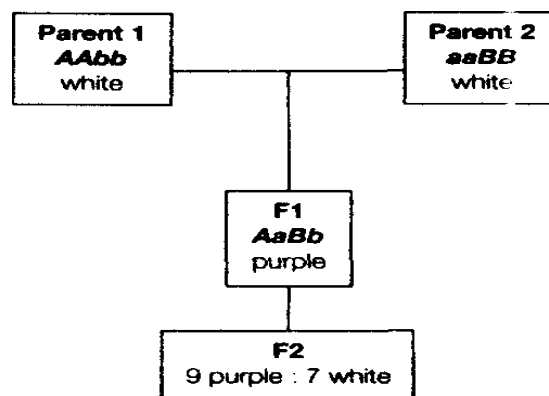 Parent 1
AAbb
white
Parent 2
aaBB
white
F1
AaBb
purple
F2
9 purple : 7 white